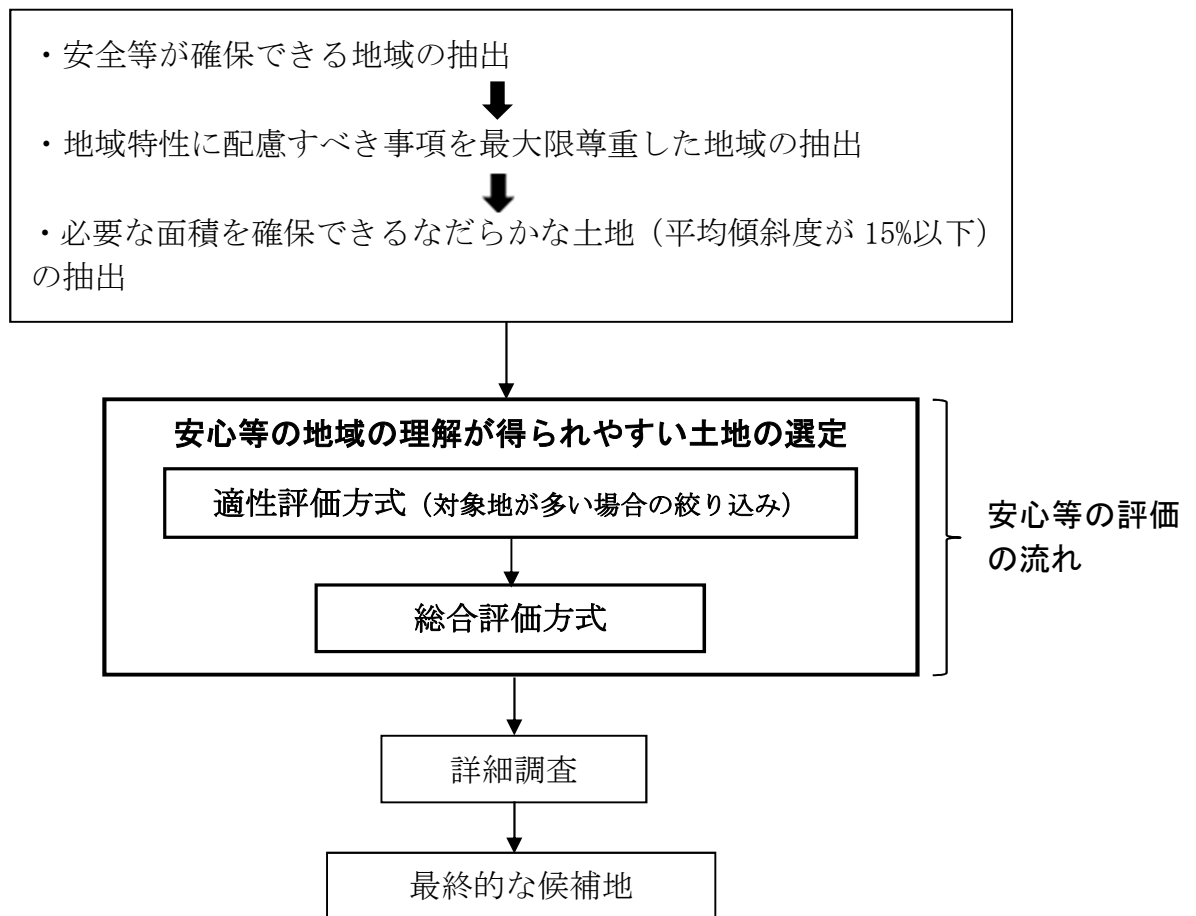 ・安全等が確保できる地域の抽出
・地域特性に配慮すべき事項を最大限尊重した地域の抽出
・必要な面積を確保できるなだらかな土地（平均傾斜度が 15%以下）
の抽出
安心等の地域の理解が得られやすい土地の選定
適性評価方式（対象地が多い場合の絞り込み）
総合評価方式
安心等の評価
の流れ
詳細調査
最終的な候補地